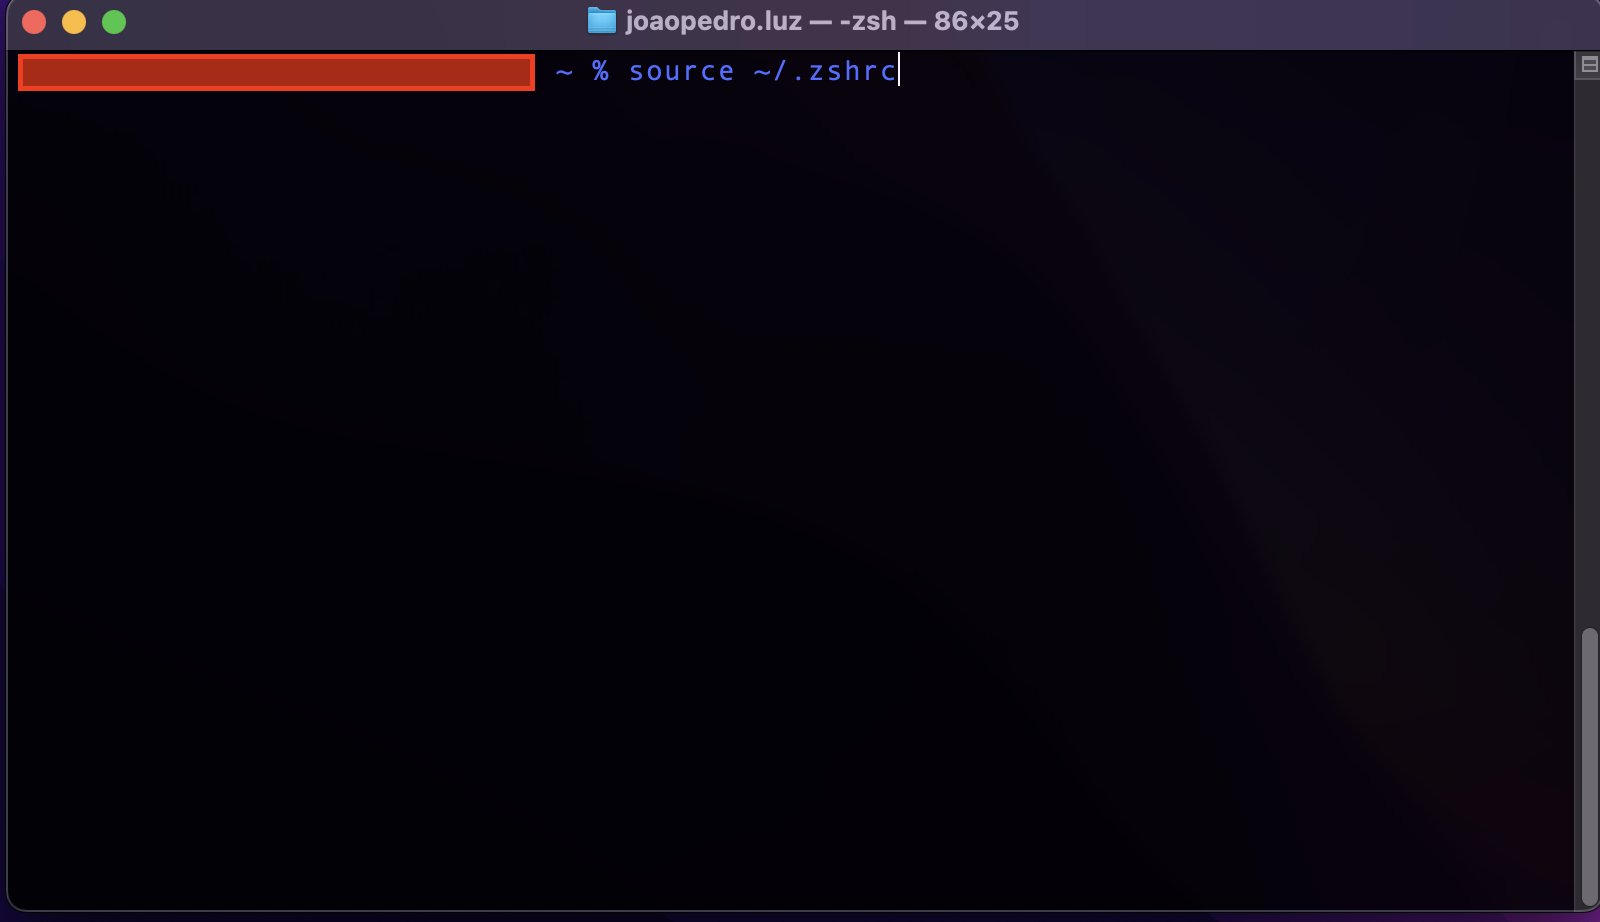 joaopedro.luz — -zsh — 86×25
~ % source ~/.zshrc